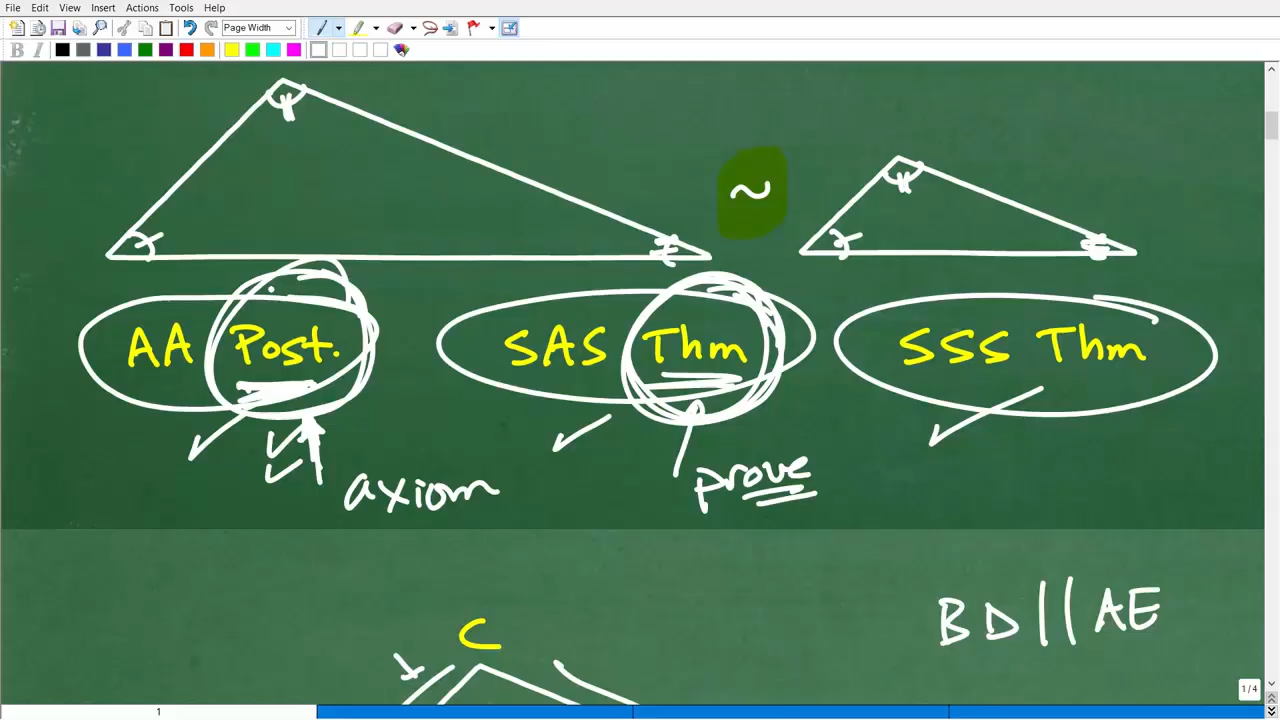 File Edit View Insert Actions Tools Help
Page Width
B I
~
AA Post. SAS Thm SSS Thm
axiom prove
BD||AE
C
1/4
1